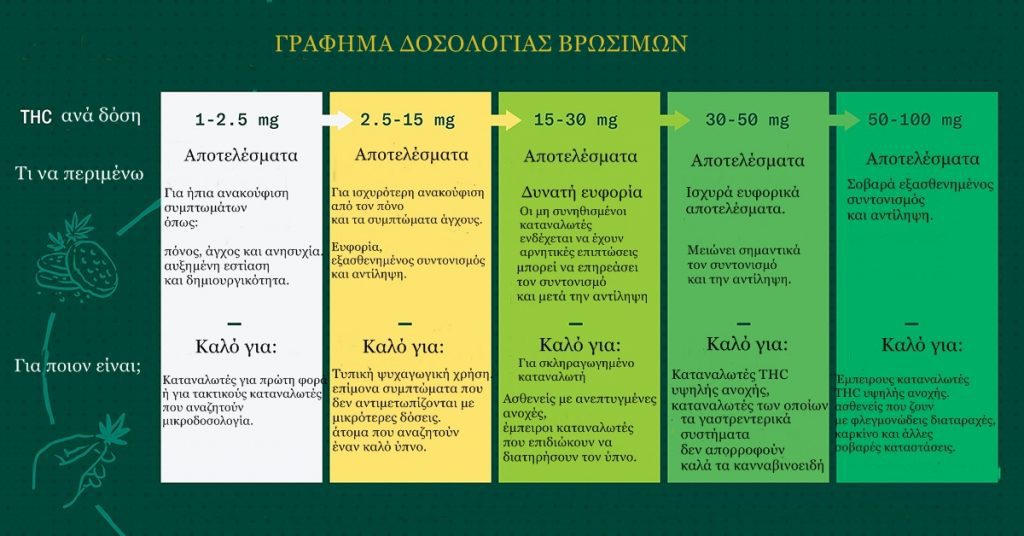 ΓΡΑΦΗΜΑ ΔΟΣΟΛΟΓΙΑΣ ΒΡΩΣΙΜΩΝ
THC ανά δόση
Τι να περιμένω
Για ποιον είναι;
1-2.5 mg
Αποτελέσματα
Για ήπια ανακούφιση
συμπτωμάτων
όπως:
πόνος, άγχος και ανησυχία.
αυξημένη εστίαση
και δημιουργικότητα.
Καλό για:
Καταναλωτές για πρώτη φορά
ή για τακτικούς καταναλωτές
που αναζητούν
μικροδοσολογία.
2.5-15 mg
Αποτελέσματα
Για ισχυρότερη ανακούφιση
από τον πόνο
και τα συμπτώματα άγχους.
Ευφορία,
εξασθενημένος συντονισμός
και αντίληψη.
Καλό για:
Τυπική ψυχαγωγική χρήση.
επίμονα συμπτώματα που
δεν αντιμετωπίζονται με
μικρότερες δόσεις.
άτομα που αναζητούν
έναν καλό ύπνο.
15-30 mg
Αποτελέσματα
Δυνατή ευφορία
Οι μη συνηθισμένοι
καταναλωτές
ενδέχεται να έχουν
αρνητικές επιπτώσεις
μπορεί να επηρεάσει
τον συντονισμό
και μετά την αντίληψη
Καλό για:
Για σκληραγωγημένο
καταναλωτή
Ασθενείς με ανεπτυγμένες
ανοχές,
έμπειροι καταναλωτές
που επιδιώκουν να
διατηρήσουν τον ύπνο.
30-50 mg
Αποτελέσματα
Ισχυρά ευφορικά
αποτελέσματα.
Μειώνει σημαντικά
τον συντονισμό
και την αντίληψη.
Καλό για:
Καταναλωτές THC
υψηλής ανοχής,
καταναλωτές των οποίων
τα γαστρεντερικά
συστήματα
δεν απορροφούν
καλά τα κανναβινοειδή
50-100 mg
Αποτελέσματα
Σοβαρά εξασθενημένος
συντονισμός
και αντίληψη.
Καλό για:
Έμπειρους καταναλωτές
THC υψηλής ανοχής.
ασθενείς που ζουν
με φλεγμονώδεις διαταραχές,
καρκίνο και άλλες
σοβαρές καταστάσεις.